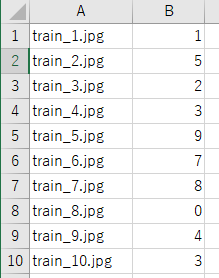 A B
1 train_1.jpg 1
2 train_2.jpg 5
3 train_3.jpg 2
4 train_4.jpg 3
5 train_5.jpg 9
6 train_6.jpg 7
7 train_7.jpg 8
8 train_8.jpg 0
9 train_9.jpg 4
10 train_10.jpg 3